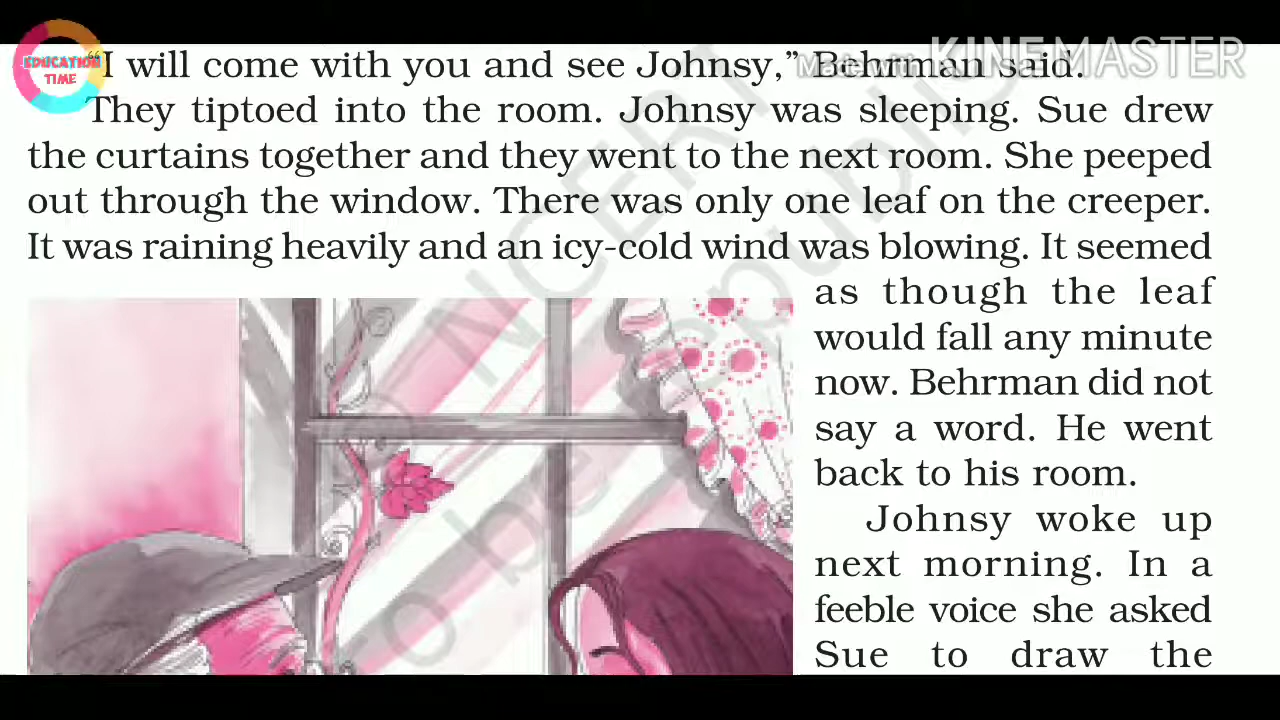 EDUCATION
TIME
Made with KINEMASTER
"I will come with you and see Johnsy," Behrman said.
They tiptoed into the room. Johnsy was sleeping. Sue drew
the curtains together and they went to the next room. She peeped
out through the window. There was only one leaf on the creeper.
It was raining heavily and an icy-cold wind was blowing. It seemed
as though the leaf
would fall any minute
now. Behrman did not
say a word. He went
back to his room.
Johnsy woke up
next morning. In a
feeble voice she asked
Sue to draw the
NCERT